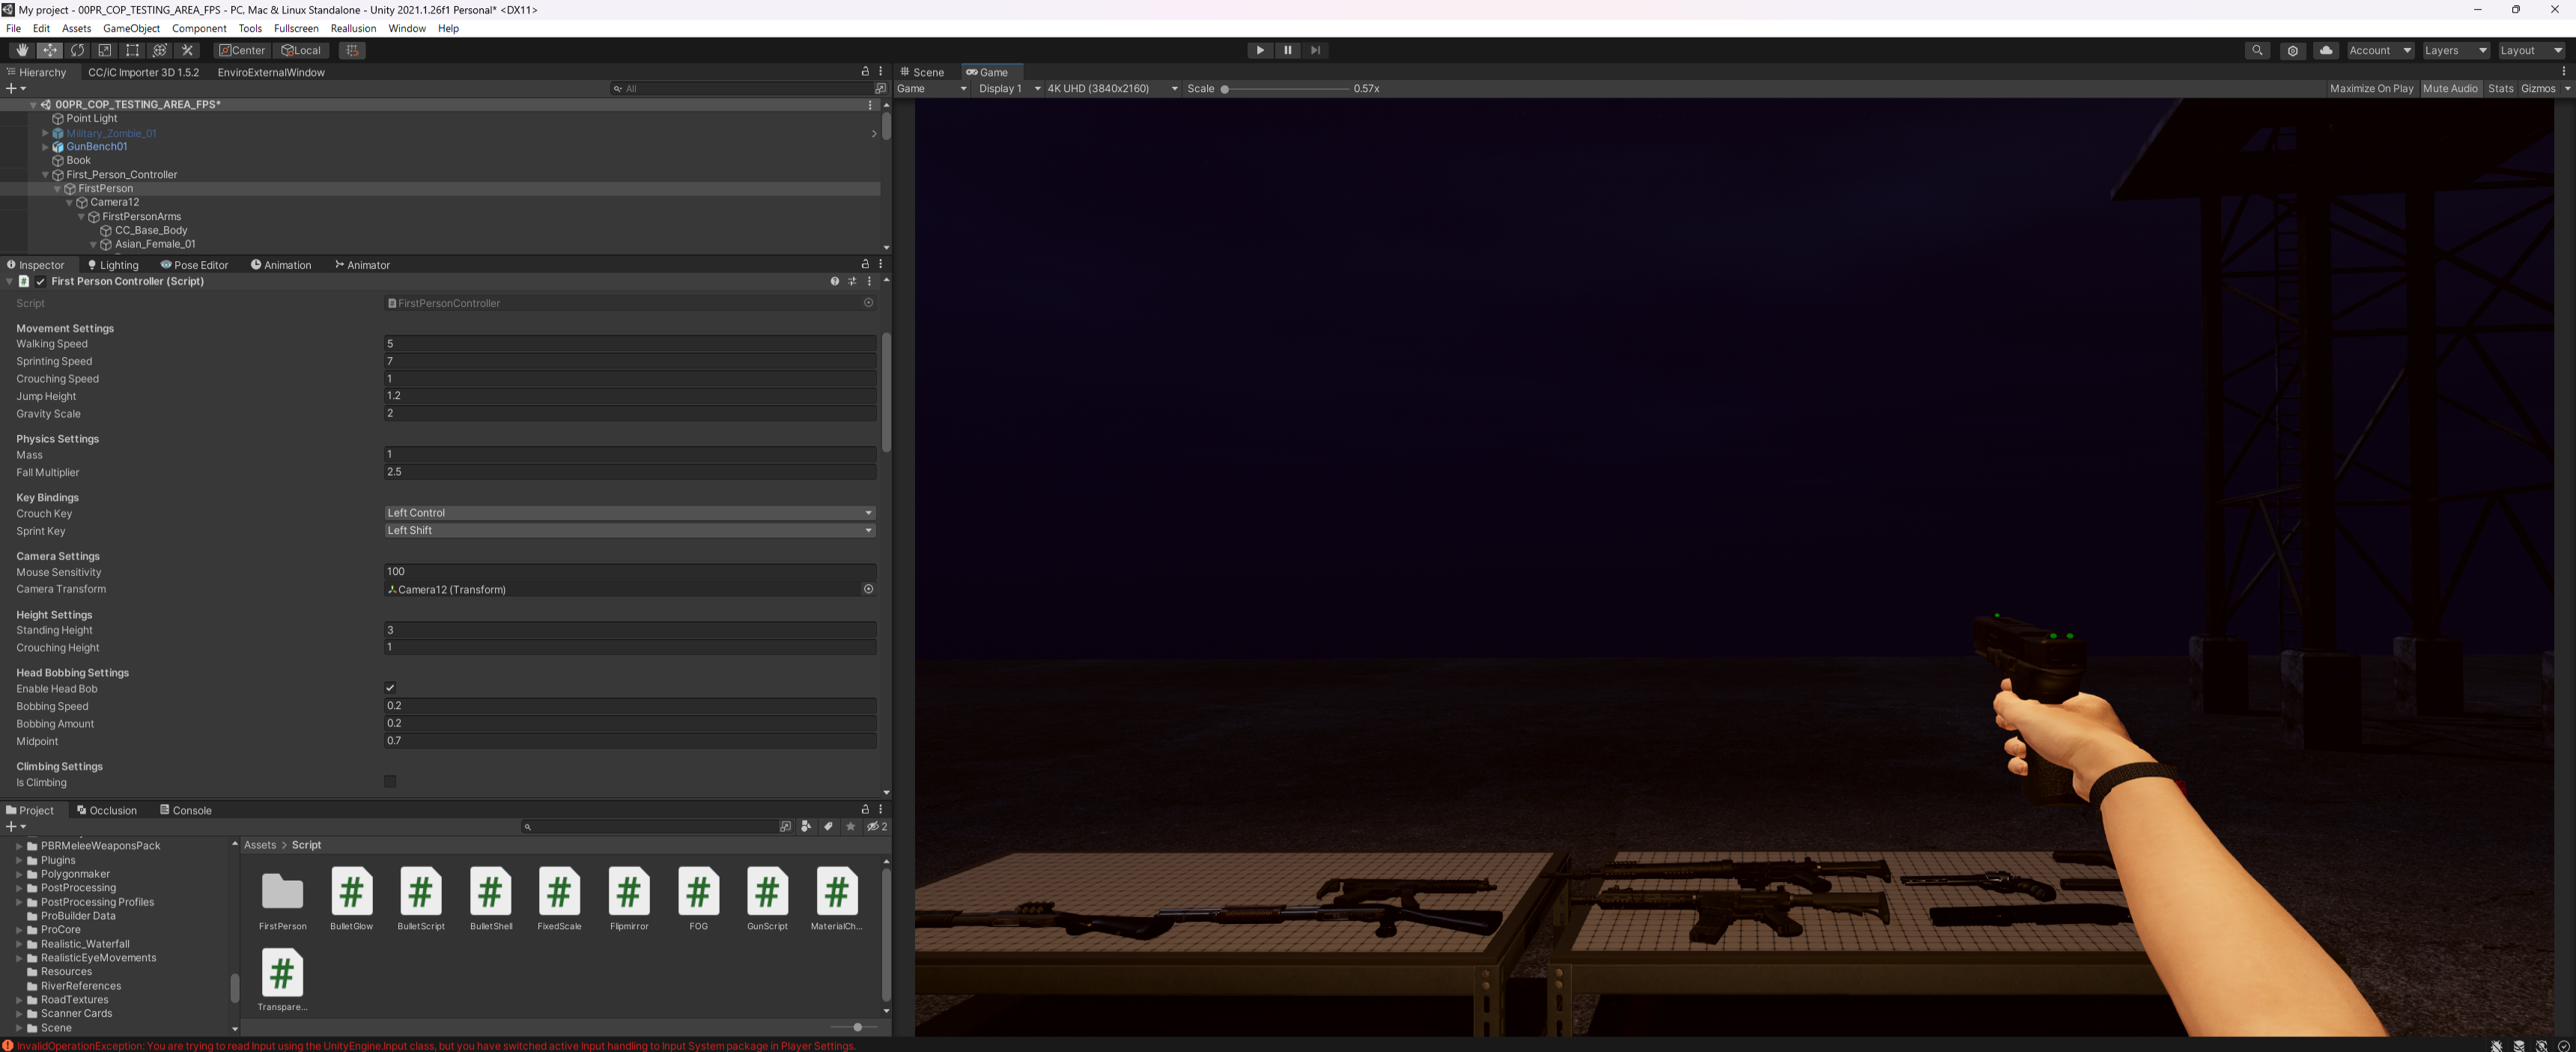 My project - 00PR_COP_TESTING_AREA_FPS - PC, Mac & Linux Standalone - Unity 2021.1.26f1 Personal* <DX11>
File Edit Assets GameObject Component Tools Fullscreen Reallusion Window Help
Center Local Account Layers Layout
Hierarchy CC/iC Importer 3D 1.5.2 EnviroExternalWindow
All
00PR_COP_TESTING_AREA_FPS*
Point Light
Military_Zombie_01
GunBench01
Book
First_Person_Controller
FirstPerson
Camera12
FirstPersonArms
CC_Base_Body
Asian_Female_01
Inspector Lighting Pose Editor Animation Animator
First Person Controller (Script)
Script FirstPersonController
Movement Settings
Walking Speed 5
Sprinting Speed 7
Crouching Speed 1
Jump Height 1.2
Gravity Scale 2
Physics Settings
Mass 1
Fall Multiplier 2.5
Key Bindings
Crouch Key Left Control
Sprint Key Left Shift
Camera Settings
Mouse Sensitivity 100
Camera Transform Camera12 (Transform)
Height Settings
Standing Height 3
Crouching Height 1
Head Bobbing Settings
Enable Head Bob
Bobbing Speed 0.2
Bobbing Amount 0.2
Midpoint 0.7
Climbing Settings
Is Climbing
Project Occlusion Console
2
PBRMeleeWeaponsPack
Plugins
Polygonmaker
PostProcessing
PostProcessing Profiles
ProBuilder Data
ProCore
Realistic_Waterfall
RealisticEyeMovements
Resources
RiverReferences
RoadTextures
Scanner Cards
Scene
Assets > Script
FirstPerson BulletGlow BulletScript BulletShell FixedScale Flipmirror FOG GunScript MaterialCh...
Transpare...
Scene Game
Game Display 1 4K UHD (3840x2160) Scale 0.57x Maximize On Play Mute Audio Stats Gizmos
InvalidOperationException: You are trying to read Input using the UnityEngine.Input class, but you have switched active Input handling to Input System package in Player Settings.